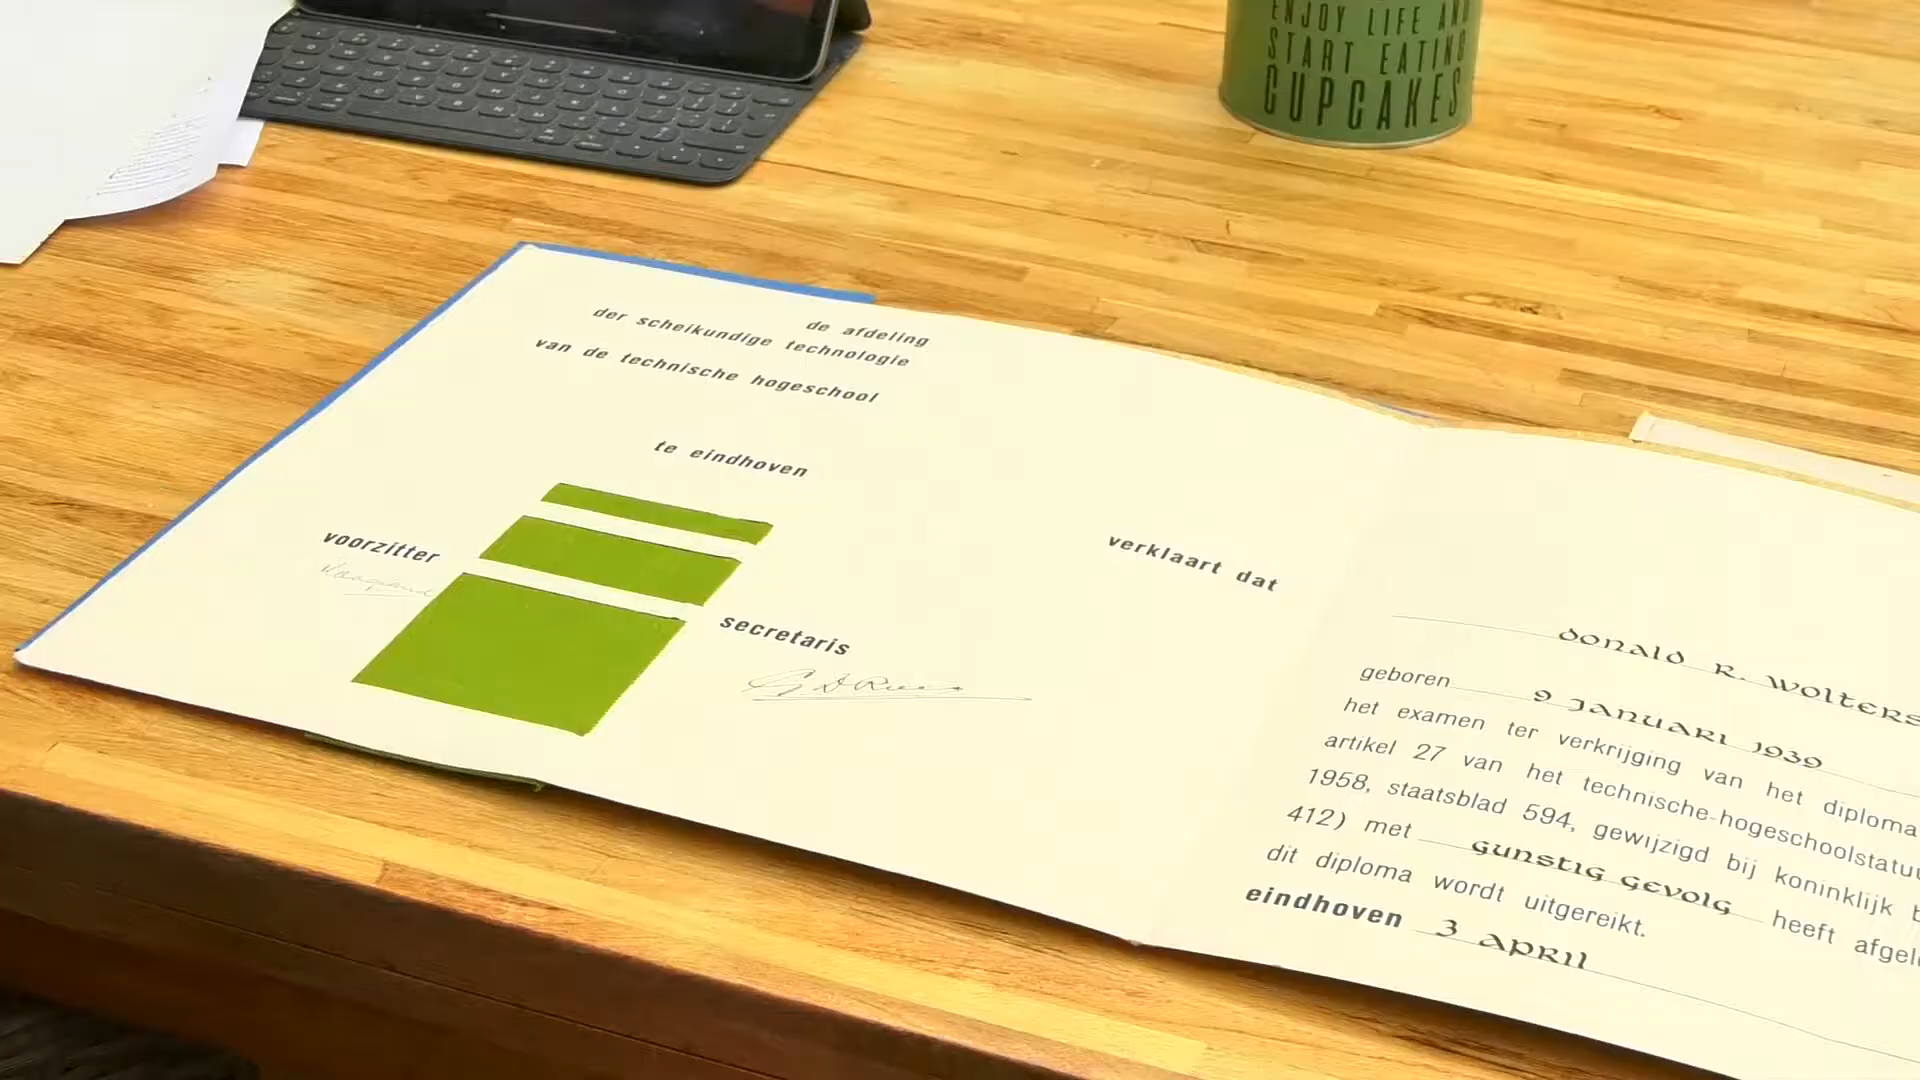 ENJOY LIFE AND
START EATING
CUPCAKES
de afdeling
der scheikundige technologie
van de technische hogeschool
te eindhoven
voorzitter
secretaris
verklaart dat
donald R. wolters
geboren 9 januari 1939
het examen ter verkrijging van het diploma
artikel 27 van het technische-hogeschoolstatuu
1958, staatsblad 594, gewijzigd bij koninklijk b
412) met gunstig gevolg heeft afgele
dit diploma wordt uitgereikt.
eindhoven 3 april